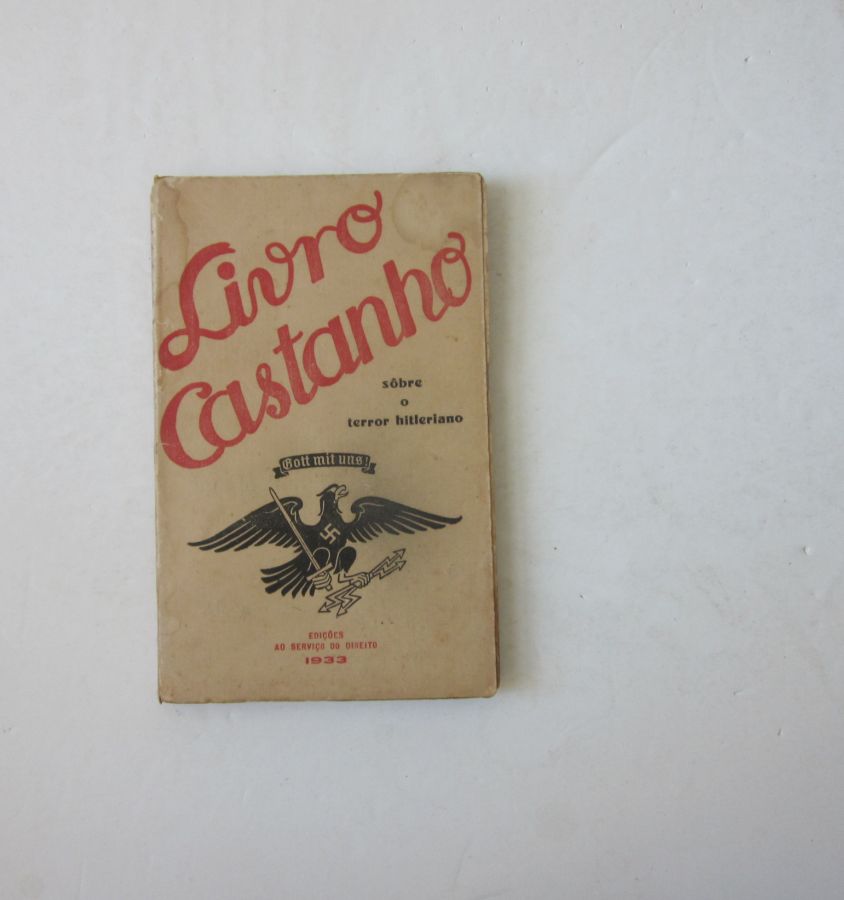 Livro
Castanho
sôbre
o
terror hitleriano
Gott mit uns!
EDIÇÕES
AO SERVIÇO DO DIREITO
1933